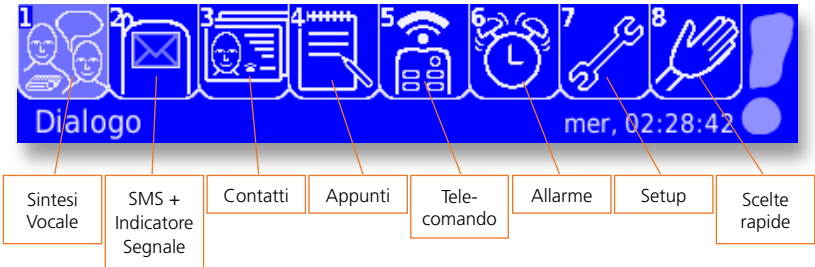 1 2 3 4 5 6 7 8
Dialogo mer, 02:28:42
Sintesi
Vocale
SMS +
Indicatore
Segnale
Contatti
Appunti
Tele-
comando
Allarme
Setup
Scelte
rapide